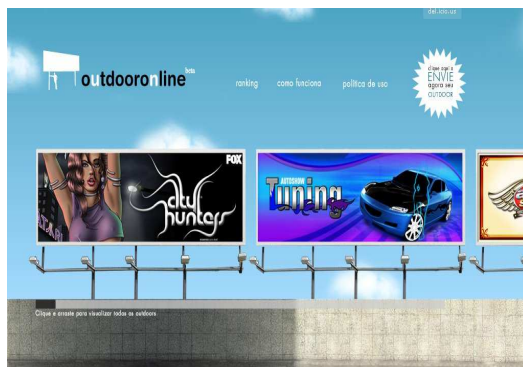 del.icio.us
outdooronline
beta
ranking
como funciona
política de uso
clique aqui e
ENVIE
agora seu
OUTDOOR
FOX
city
hunters
AUTOSHOW
Tuning
Clique e arraste para visualizar todos os outdoors